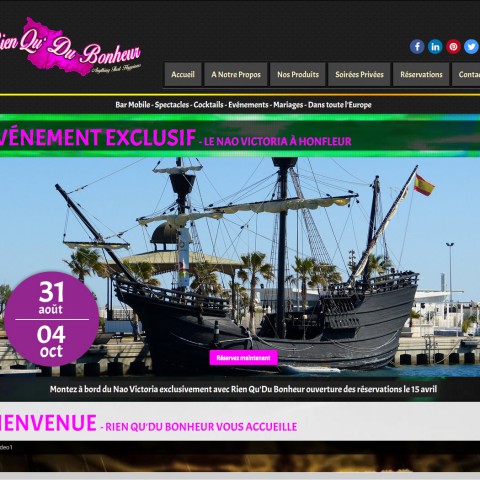 Rien Qu' Du Bonheur
Anything But Happiness
Accueil
A Notre Propos
Nos Produits
Soirées Privées
Réservations
Conta
Bar Mobile - Spectacles - Cocktails - Evénements - Mariages - Dans toute l'Europe
VÉNEMENT EXCLUSIF - LE NAO VICTORIA À HONFLEUR
31
août
04
oct
Réservez maintenant
Montez à bord du Nao Victoria exclusivement avec Rien Qu'Du Bonheur ouverture des réservations le 15 avril
IENVENUE - RIEN QU'DU BONHEUR VOUS ACCUEILLE
deo1